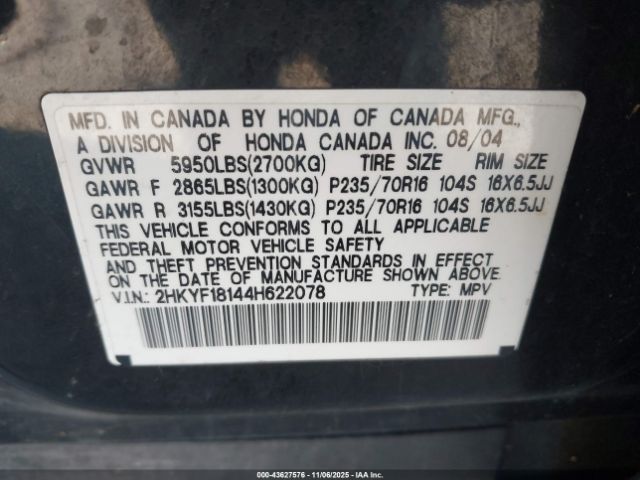 MFD. IN CANADA BY HONDA OF CANADA MFG.,
A DIVISION OF HONDA CANADA INC. 08/04
GVWR 5950LBS(2700KG) TIRE SIZE RIM SIZE
GAWR F 2865LBS(1300KG) P235/70R16 104S 16X6.5JJ
GAWR R 3155LBS(1430KG) P235/70R16 104S 16X6.5JJ
THIS VEHICLE CONFORMS TO ALL APPLICABLE
FEDERAL MOTOR VEHICLE SAFETY
AND THEFT PREVENTION STANDARDS IN EFFECT
ON THE DATE OF MANUFACTURE SHOWN ABOVE.
V.I.N.: 2HKYF18144H622078 TYPE: MPV
000-43627576 - 11/06/2025 - IAA Inc.